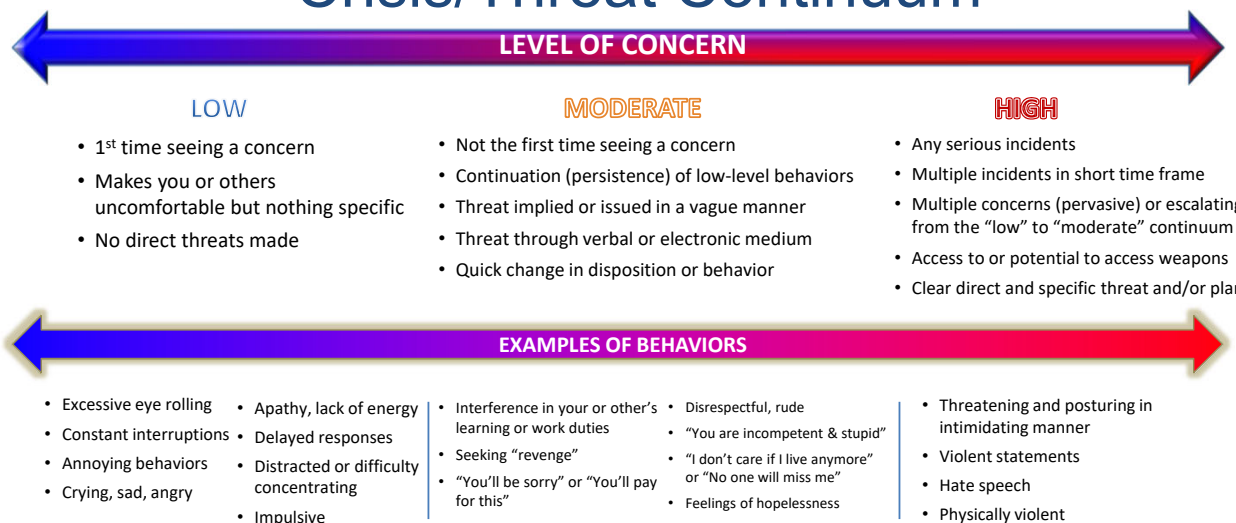 Crisis/Threat Continuum
LEVEL OF CONCERN
LOW
• 1st time seeing a concern
• Makes you or others
uncomfortable but nothing specific
• No direct threats made
MODERATE
• Not the first time seeing a concern
• Continuation (persistence) of low-level behaviors
• Threat implied or issued in a vague manner
• Threat through verbal or electronic medium
• Quick change in disposition or behavior
HIGH
• Any serious incidents
• Multiple incidents in short time frame
• Multiple concerns (pervasive) or escalating
from the “low” to “moderate” continuum
• Access to or potential to access weapons
• Clear direct and specific threat and/or plan
EXAMPLES OF BEHAVIORS
• Excessive eye rolling
• Constant interruptions
• Annoying behaviors
• Crying, sad, angry
• Apathy, lack of energy
• Delayed responses
• Distracted or difficulty
concentrating
• Impulsive
• Interference in your or other’s
learning or work duties
• Seeking “revenge”
• “You’ll be sorry” or “You’ll pay
for this”
• Disrespectful, rude
• “You are incompetent & stupid”
• “I don’t care if I live anymore”
or “No one will miss me”
• Feelings of hopelessness
• Threatening and posturing in
intimidating manner
• Violent statements
• Hate speech
• Physically violent